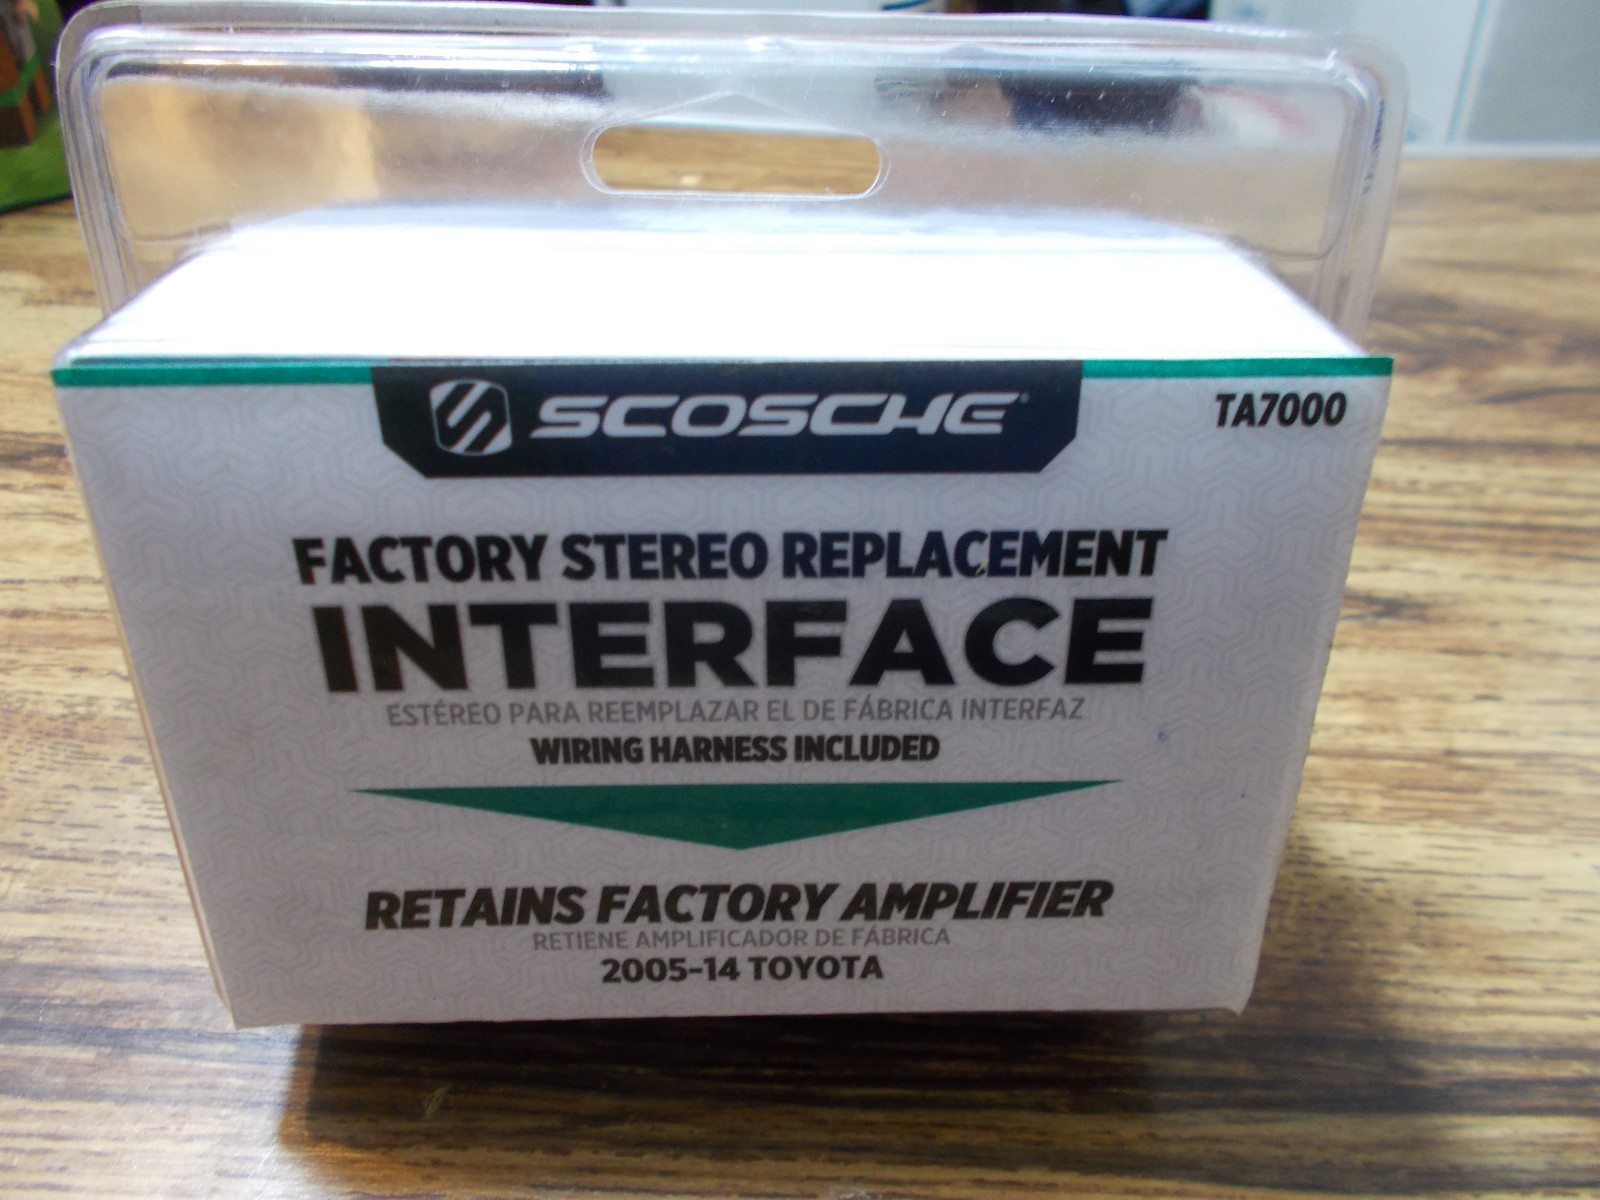 SCOSCHE
TA7000
FACTORY STEREO REPLACEMENT
INTERFACE
ESTÉREO PARA REEMPLAZAR EL DE FÁBRICA INTERFAZ
WIRING HARNESS INCLUDED
RETAINS FACTORY AMPLIFIER
RETIENE AMPLIFICADOR DE FÁBRICA
2005-14 TOYOTA